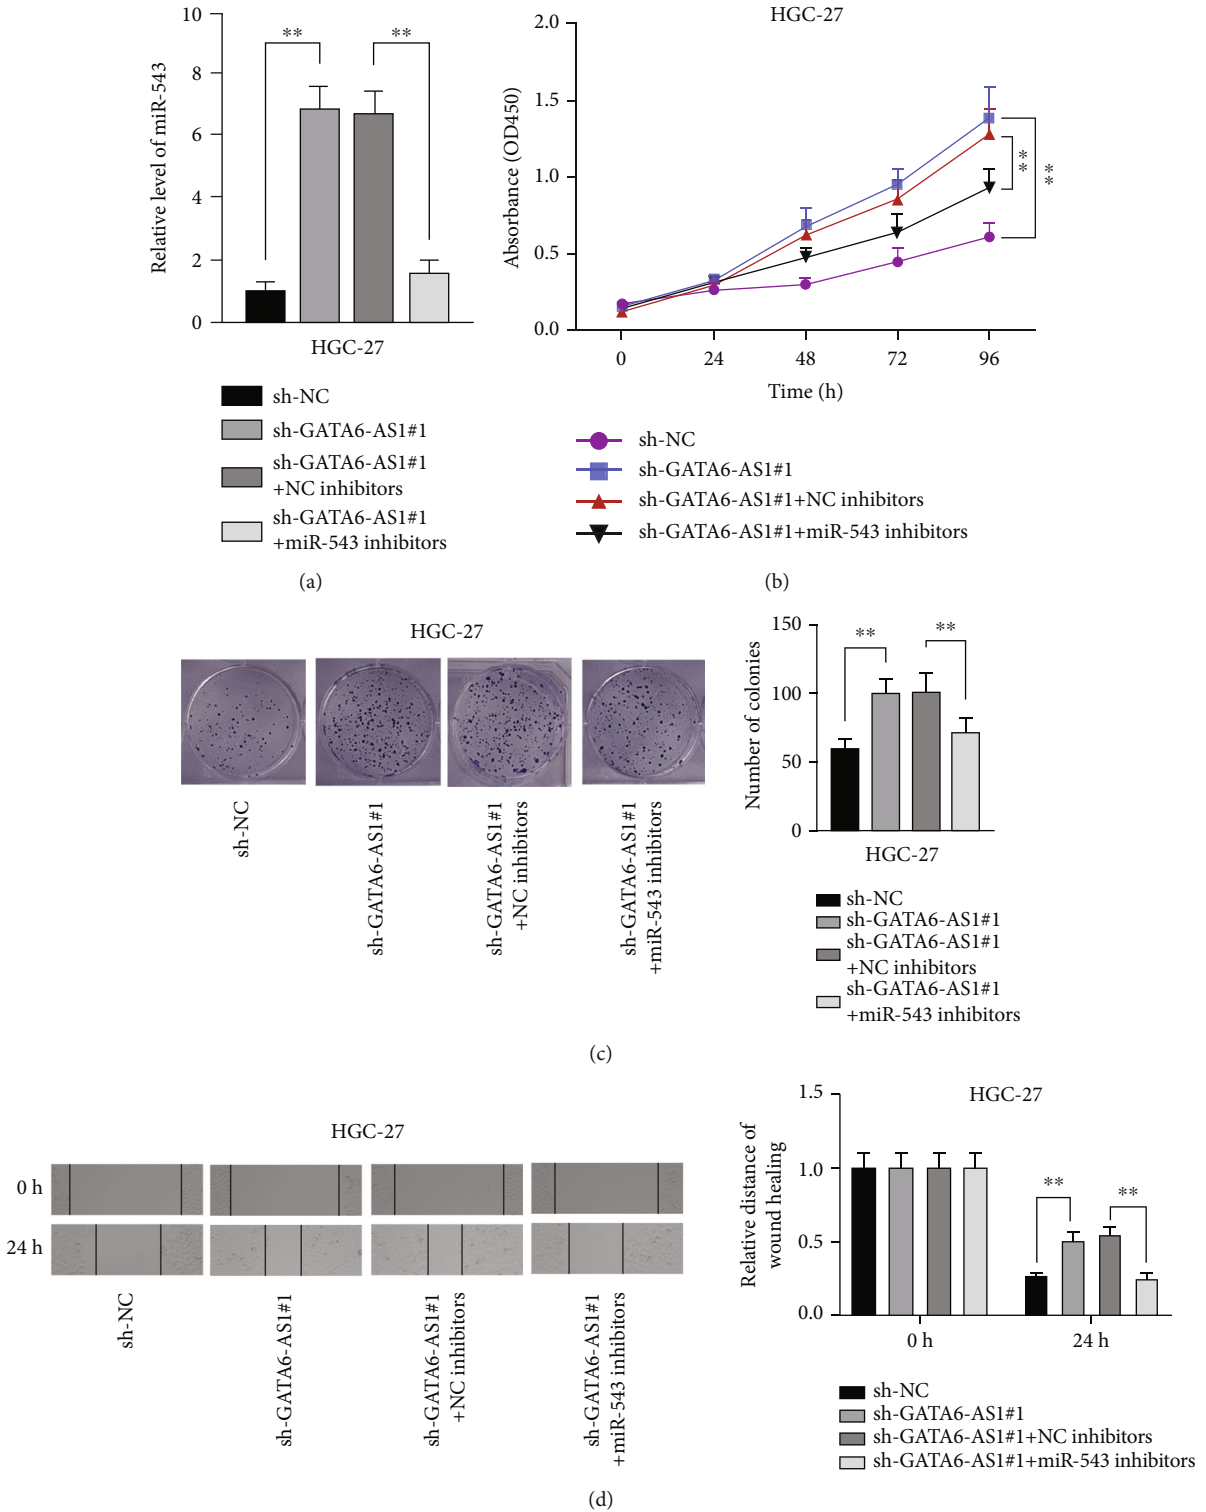 10
8
6
4
2
0
Relative level of miR-543
**
**
HGC-27
sh-NC
sh-GATA6-AS1#1
sh-GATA6-AS1#1
+NC inhibitors
sh-GATA6-AS1#1
+miR-543 inhibitors
(a)
HGC-27
2.0
1.5
1.0
0.5
0.0
Absorbance (OD450)
**
**
0 24 48 72 96
Time (h)
sh-NC
sh-GATA6-AS1#1
sh-GATA6-AS1#1+NC inhibitors
sh-GATA6-AS1#1+miR-543 inhibitors
(b)
HGC-27
sh-NC
sh-GATA6-AS1#1
sh-GATA6-AS1#1
+NC inhibitors
sh-GATA6-AS1#1
+miR-543 inhibitors
150
100
50
0
Number of colonies
**
**
HGC-27
sh-NC
sh-GATA6-AS1#1
sh-GATA6-AS1#1
+NC inhibitors
sh-GATA6-AS1#1
+miR-543 inhibitors
(c)
HGC-27
0 h
24 h
sh-NC
sh-GATA6-AS1#1
sh-GATA6-AS1#1
+NC inhibitors
sh-GATA6-AS1#1
+miR-543 inhibitors
HGC-27
1.5
1.0
0.5
0.0
Relative distance of
wound healing
**
**
0 h 24 h
sh-NC
sh-GATA6-AS1#1
sh-GATA6-AS1#1+NC inhibitors
sh-GATA6-AS1#1+miR-543 inhibitors
(d)